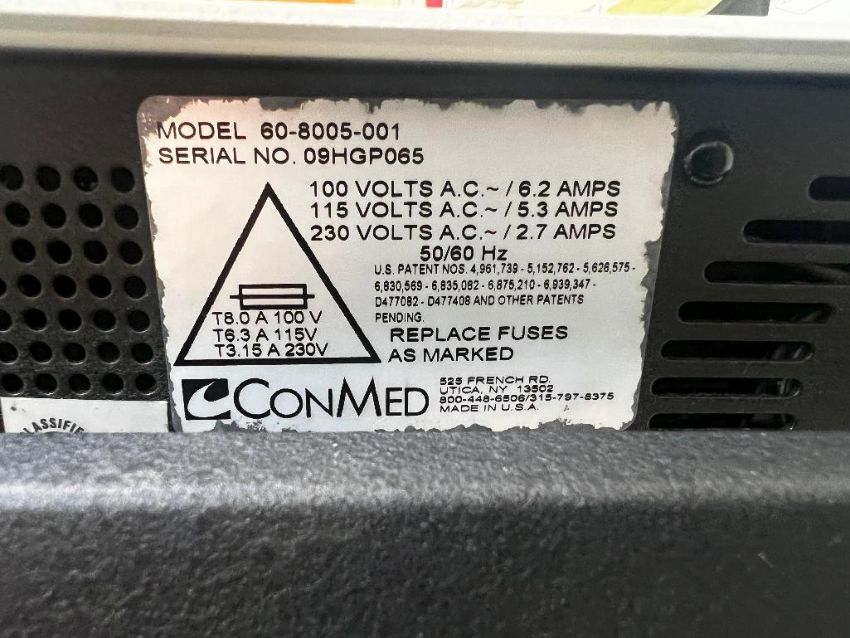 MODEL 60-8005-001
SERIAL NO. 09HGP065
100 VOLTS A.C.~ / 6.2 AMPS
115 VOLTS A.C.~ / 5.3 AMPS
230 VOLTS A.C.~ / 2.7 AMPS
50/60 Hz
U.S. PATENT NOS. 4,961,739 - 5,152,762 - 5,626,575 -
6,830,569 - 6,835,082 - 6,875,210 - 6,939,347 -
D477082 - D477408 AND OTHER PATENTS
PENDING.
T8.0 A 100 V
T6.3 A 115V
T3.15 A 230V
REPLACE FUSES
AS MARKED
CONMED
525 FRENCH RD.
UTICA, NY 13502
800-448-6506/315-797-8375
MADE IN U.S.A.